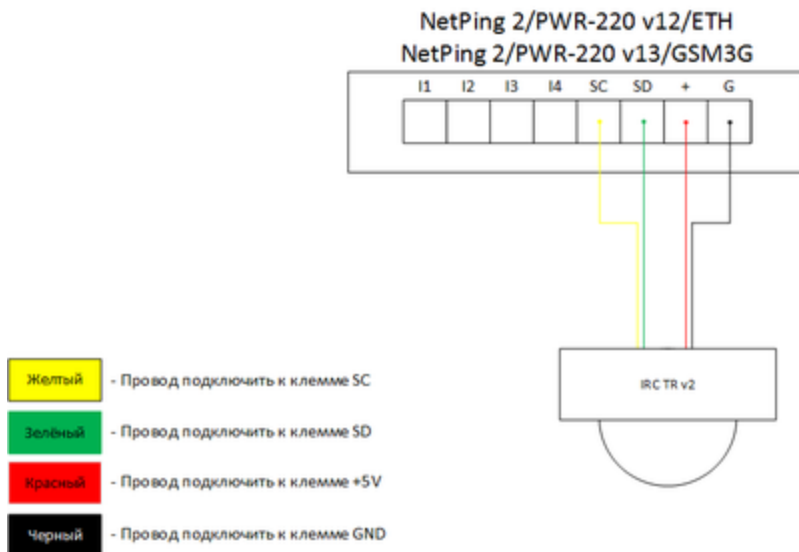 NetPing 2/PWR-220 v12/ETH
NetPing 2/PWR-220 v13/GSM3G
I1 I2 I3 I4 SC SD + G
IRC TR v2
Желтый - Провод подключить к клемме SC
Зелёный - Провод подключить к клемме SD
Красный - Провод подключить к клемме +5V
Черный - Провод подключить к клемме GND